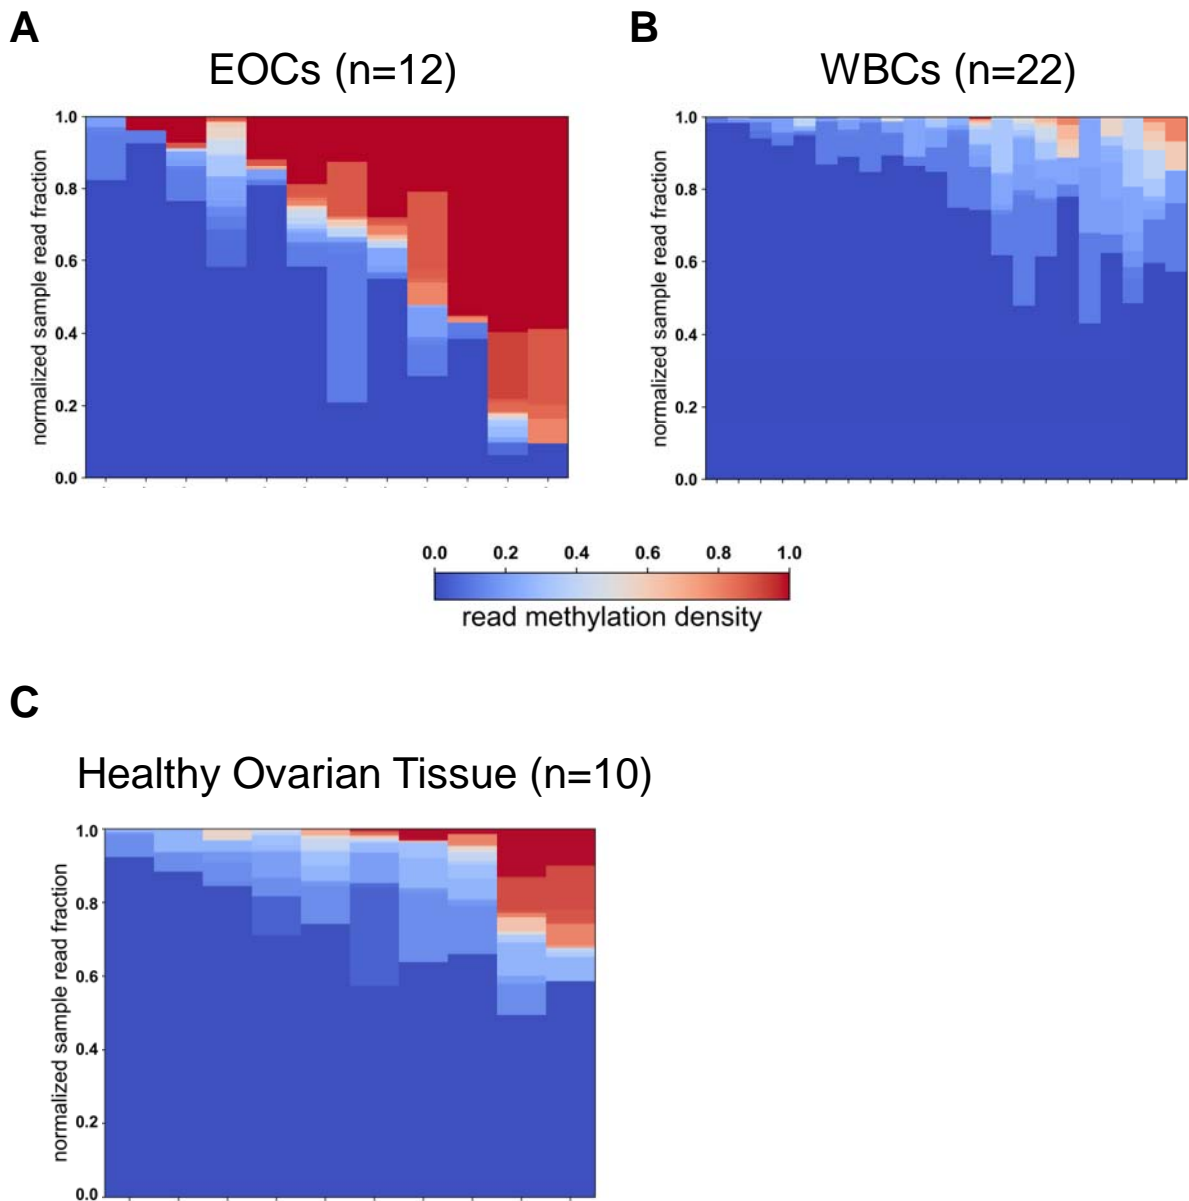 A
EOCs (n=12)
normalized sample read fraction
1.0
0.8
0.6
0.4
0.2
0.0
B
WBCs (n=22)
normalized sample read fraction
1.0
0.8
0.6
0.4
0.2
0.0
0.0 0.2 0.4 0.6 0.8 1.0
read methylation density
C
Healthy Ovarian Tissue (n=10)
normalized sample read fraction
1.0
0.8
0.6
0.4
0.2
0.0